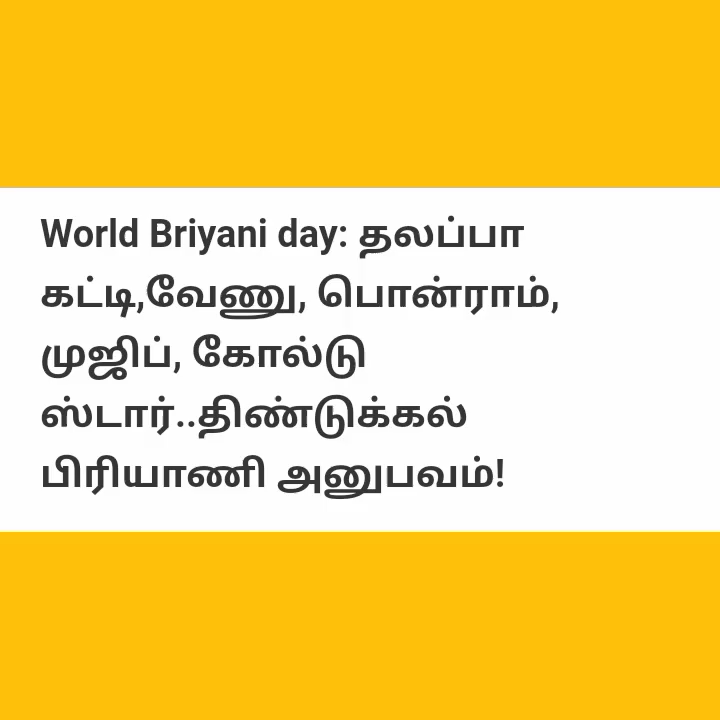 World Briyani day: தலப்பா
கட்டி,வேணு, பொன்ராம்,
முஜிப், கோல்டு
ஸ்டார்..திண்டுக்கல்
பிரியாணி அனுபவம்!